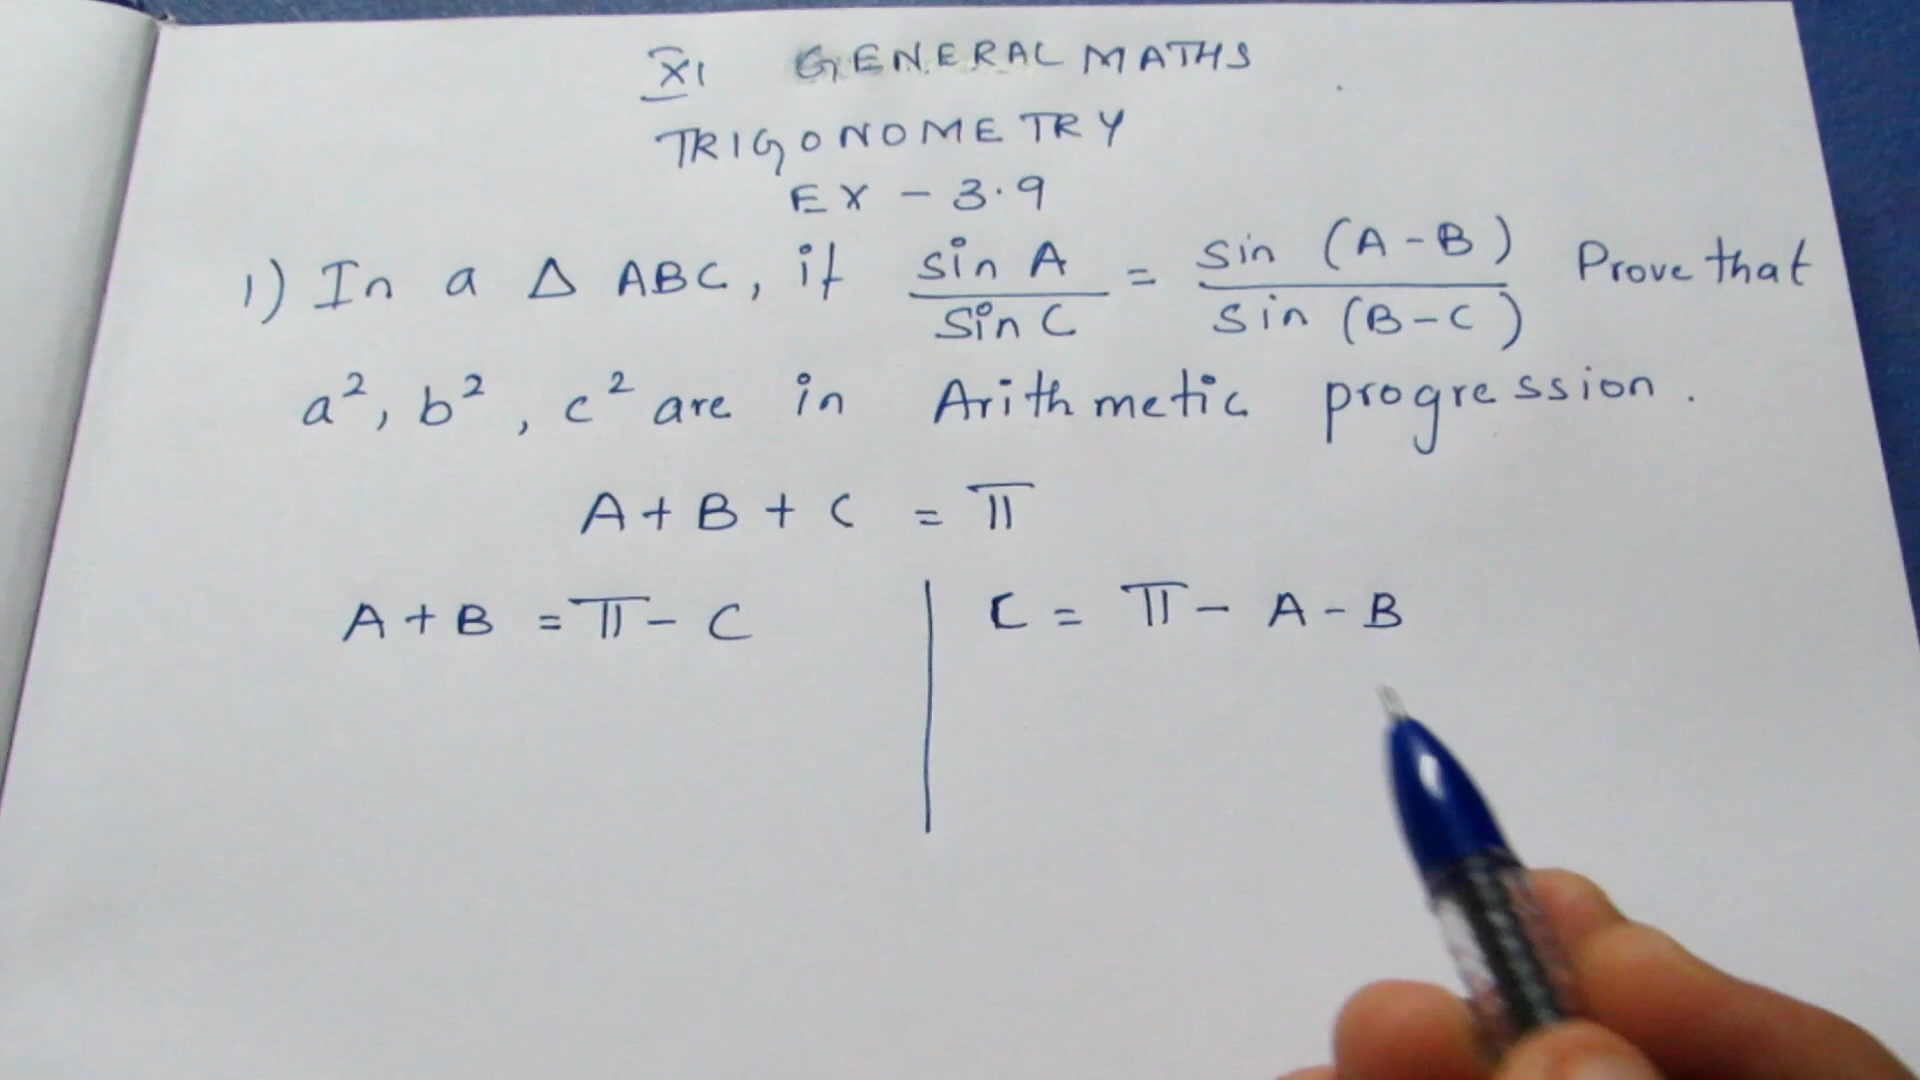 XI GENERAL MATHS
TRIGONOMETRY
EX - 3.9
1) In a Δ ABC, if sin A / sin C = sin (A - B) / sin (B - C) Prove that
a², b², c² are in Arithmetic progression.
A + B + C = π
A + B = π - C | C = π - A - B